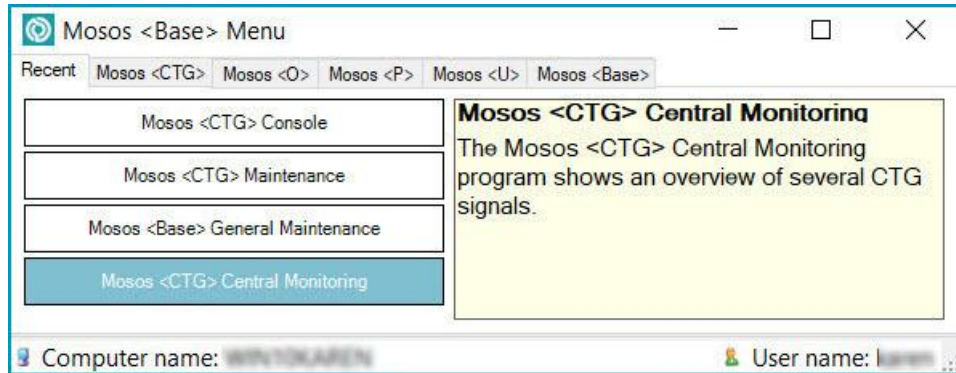 Mosos <Base> Menu
Recent Mosos <CTG> Mosos <O> Mosos <P> Mosos <U> Mosos <Base>
Mosos <CTG> Console
Mosos <CTG> Maintenance
Mosos <Base> General Maintenance
Mosos <CTG> Central Monitoring
Mosos <CTG> Central Monitoring
The Mosos <CTG> Central Monitoring
program shows an overview of several CTG
signals.
Computer name:
User name: